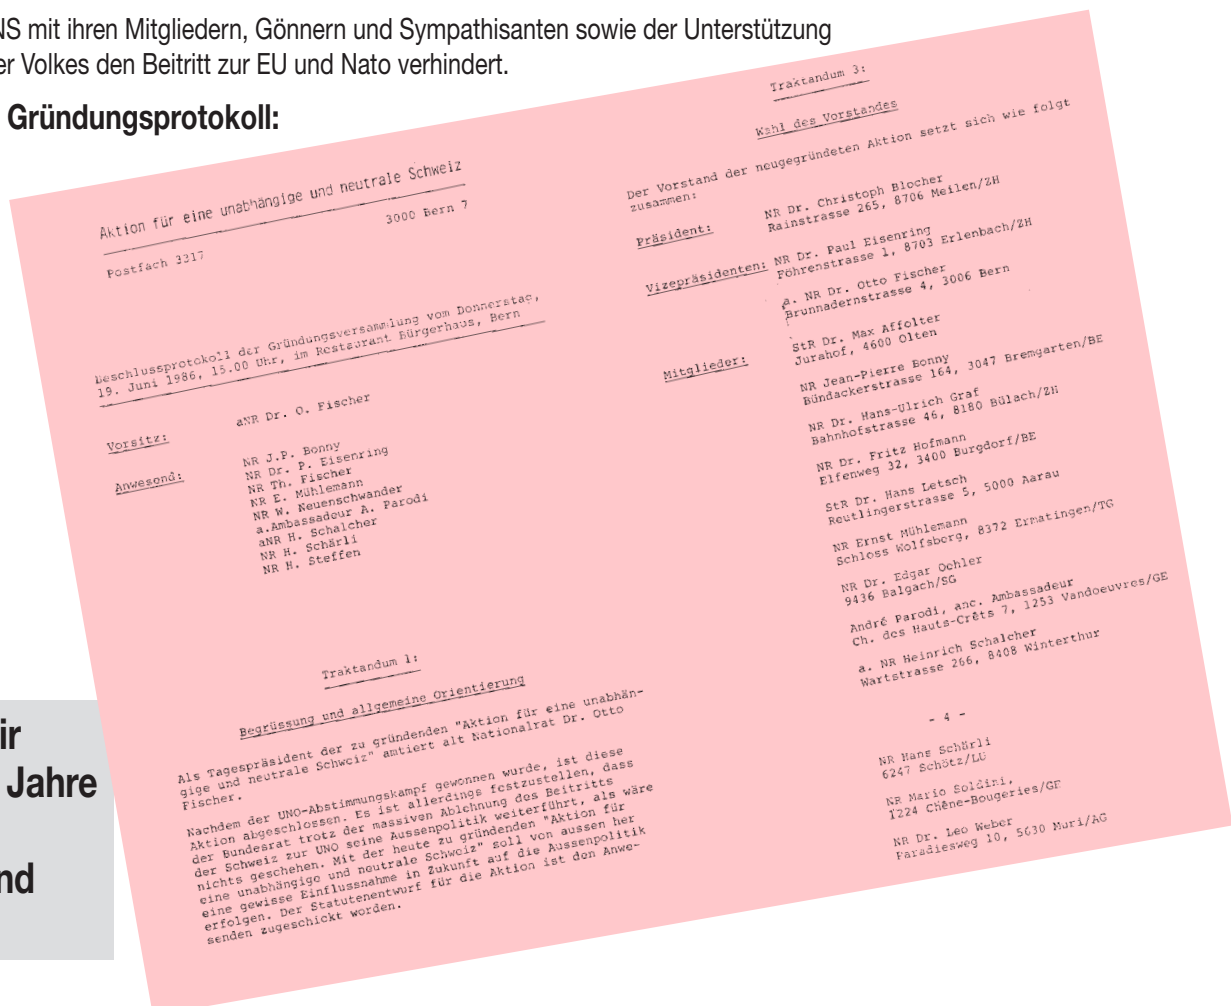 NS mit ihren Mitgliedern, Gönnern und Sympathisanten sowie der Unterstützung
er Volkes den Beitritt zur EU und Nato verhindert.
Gründungsprotokoll:
Aktion für eine unabhängige und neutrale Schweiz
Postfach 3317
3000 Bern 7
Beschlussprotokoll der Gründungsversammlung vom Donnerstag,
19. Juni 1986, 15.00 Uhr, im Restaurant Bürgerhaus, Bern
Vorsitz:
aNR Dr. O. Fischer
Anwesend:
NR J.P. Bonny
NR Dr. P. Eisenring
NR Th. Fischer
NR E. Mühlemann
NR W. Neuenschwander
a.Ambassadeur A. Parodi
aNR H. Schalcher
NR H. Schärli
NR H. Steffen
Traktandum 1:
Begrüssung und allgemeine Orientierung
Als Tagespräsident der zu gründenden "Aktion für eine unabhän-
gige und neutrale Schweiz" amtiert alt Nationalrat Dr. Otto
Fischer.
Nachdem der UNO-Abstimmungskampf gewonnen wurde, ist diese
Aktion abgeschlossen. Es ist allerdings festzustellen, dass
der Bundesrat trotz der massiven Ablehnung des Beitritts
der Schweiz zur UNO seine Aussenpolitik weiterführt, als wäre
nichts geschehen. Mit der heute zu gründenden "Aktion für
eine unabhängige und neutrale Schweiz" soll von aussen her
eine gewisse Einflussnahme in Zukunft auf die Aussenpolitik
erfolgen. Der Statutenentwurf für die Aktion ist den Anwe-
senden zugeschickt worden.
Traktandum 3:
Wahl des Vorstandes
Der Vorstand der neugegründeten Aktion setzt sich wie folgt
zusammen:
Präsident:
NR Dr. Christoph Blocher
Rainstrasse 265, 8706 Meilen/ZH
Vizepräsidenten:
NR Dr. Paul Eisenring
Föhrenstrasse 1, 8703 Erlenbach/ZH
a. NR Dr. Otto Fischer
Brunnadernstrasse 4, 3006 Bern
Mitglieder:
StR Dr. Max Affolter
Jurahof, 4600 Olten
NR Jean-Pierre Bonny
Bündackerstrasse 164, 3047 Bremgarten/BE
NR Dr. Hans-Ulrich Graf
Bahnhofstrasse 46, 8180 Bülach/ZH
NR Dr. Fritz Hofmann
Elfenweg 32, 3400 Burgdorf/BE
StR Dr. Hans Letsch
Reutlingerstrasse 5, 5000 Aarau
NR Ernst Mühlemann
Schloss Wolfsberg, 8372 Ermatingen/TG
NR Dr. Edgar Oehler
9436 Balgach/SG
André Parodi, anc. Ambassadeur
Ch. des Hauts-Crêts 7, 1253 Vandoeuvres/GE
a. NR Heinrich Schalcher
Wartstrasse 266, 8408 Winterthur
- 4 -
NR Hans Schärli
6247 Schötz/LU
NR Mario Soldini,
1224 Chêne-Bougeries/GE
NR Dr. Leo Weber
Paradiesweg 10, 5630 Muri/AG
ir
Jahre
nd